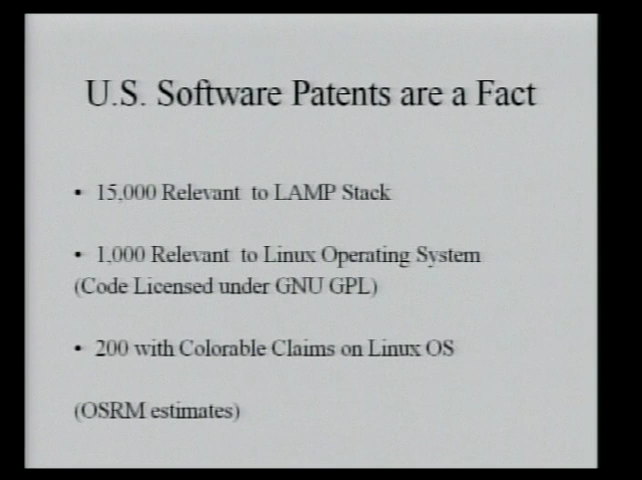 U.S. Software Patents are a Fact
• 15,000 Relevant to LAMP Stack
• 1,000 Relevant to Linux Operating System
(Code Licensed under GNU GPL)
• 200 with Colorable Claims on Linux OS
(OSRM estimates)